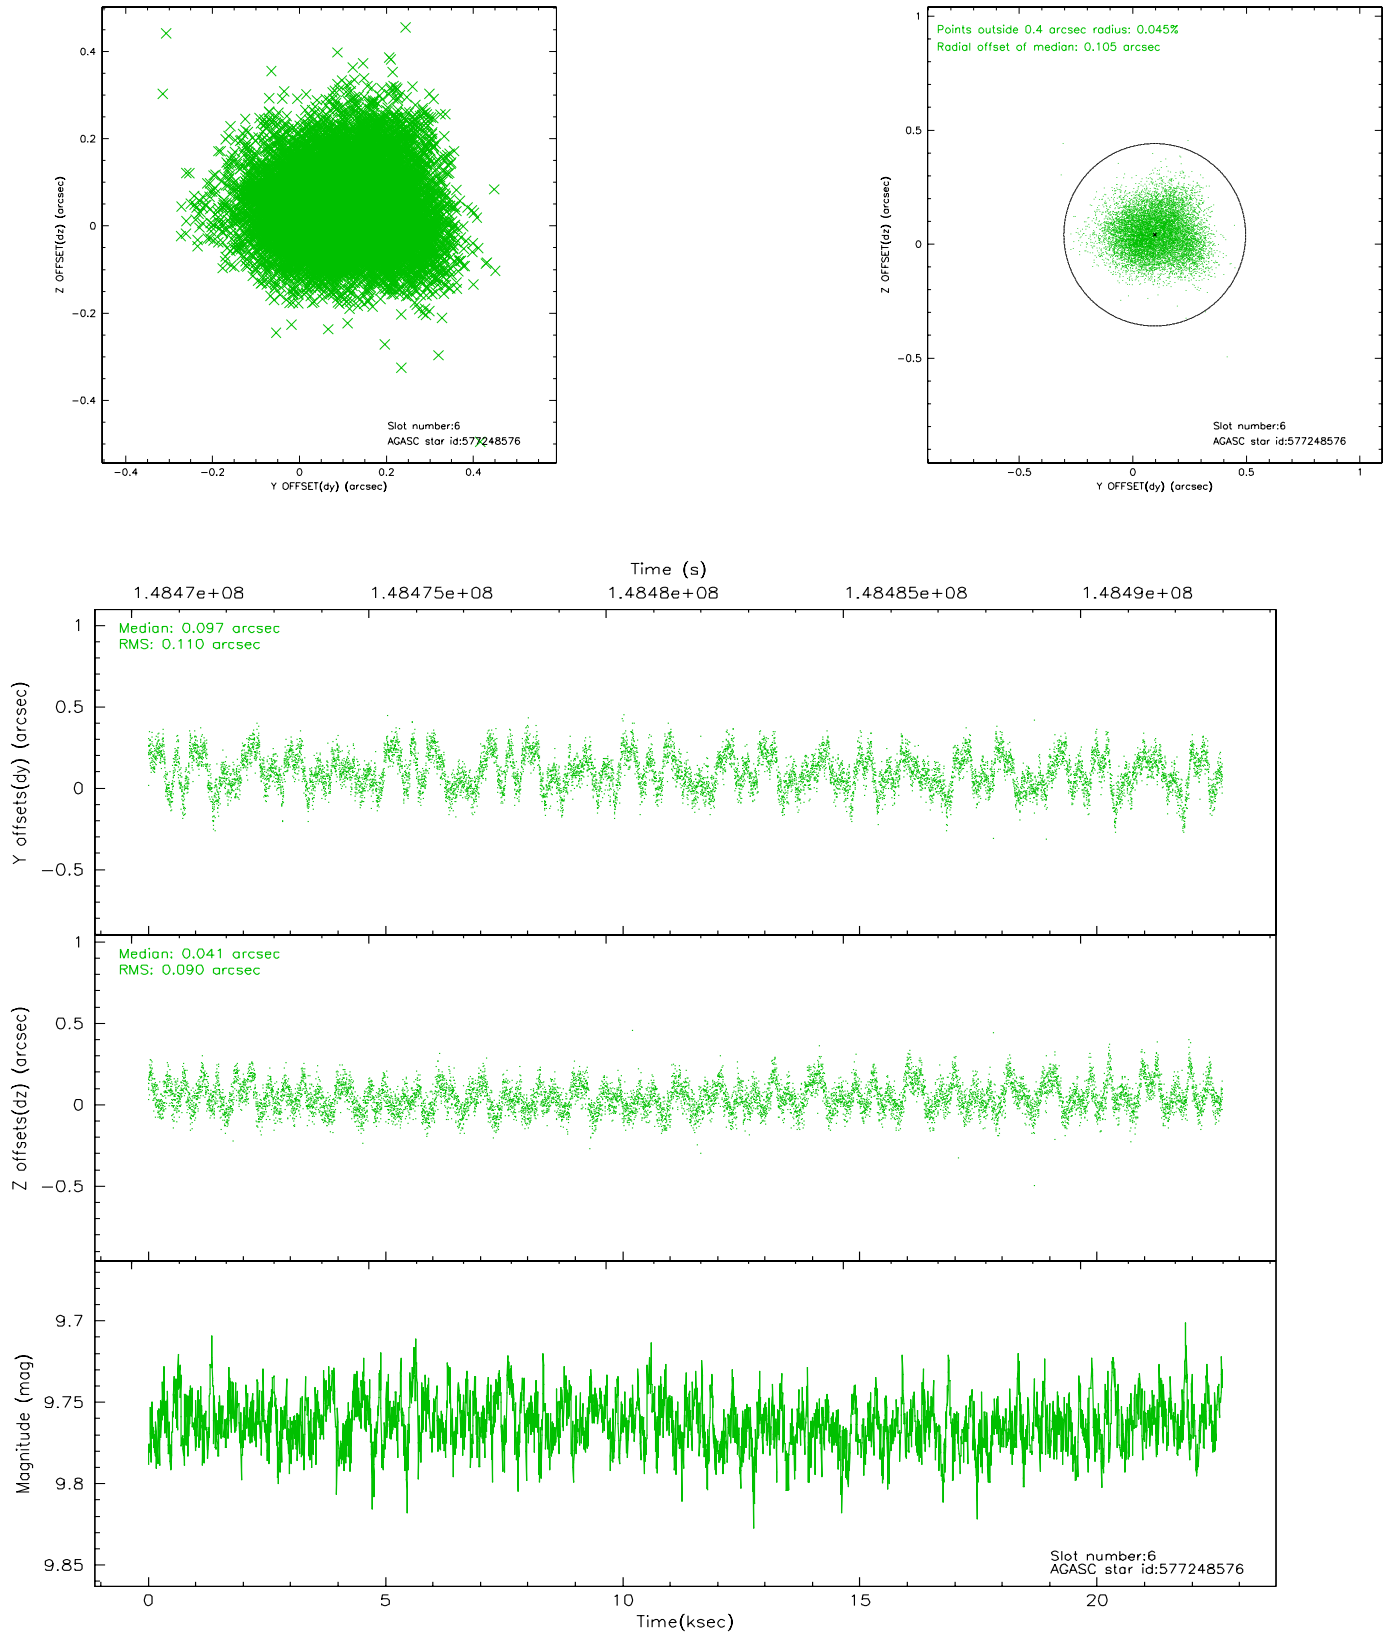 0.4
0.2
0
-0.2
-0.4
Z OFFSET(dz) (arcsec)
Slot number:6
AGASC star id:577248576
-0.4
-0.2
0
0.2
0.4
Y OFFSET(dy) (arcsec)
Points outside 0.4 arcsec radius: 0.045%
Radial offset of median: 0.105 arcsec
1
0.5
0
-0.5
Z OFFSET(dz) (arcsec)
Slot number:6
AGASC star id:577248576
-0.5
0
0.5
1
Y OFFSET(dy) (arcsec)
Time (s)
1.4847e+08
1.48475e+08
1.4848e+08
1.48485e+08
1.4849e+08
Median: 0.097 arcsec
RMS: 0.110 arcsec
1
0.5
0
-0.5
Y offsets(dy) (arcsec)
Median: 0.041 arcsec
RMS: 0.090 arcsec
1
0.5
0
-0.5
Z offsets(dz) (arcsec)
9.7
9.75
9.8
9.85
Magnitude (mag)
Slot number:6
AGASC star id:577248576
0
5
10
15
20
Time(ksec)